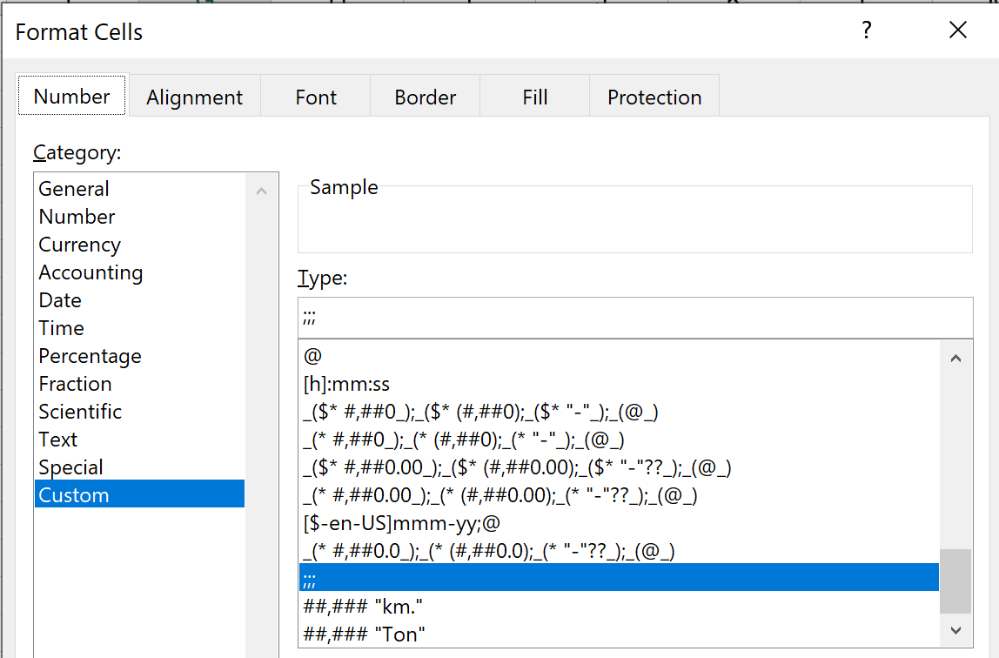 Format Cells
?
Number Alignment Font Border Fill Protection
Category:
General
Number
Currency
Accounting
Date
Time
Percentage
Fraction
Scientific
Text
Special
Custom
Sample
Type:
;;;
@
[h]:mm:ss
_($* #,##0_);_($* (#,##0);_($* "-"_);_(@_)
_(* #,##0_);_(* (#,##0);_(* "-"_);_(@_)
_($* #,##0.00_);_($* (#,##0.00);_($* "-"??_);_(@_)
_(* #,##0.00_);_(* (#,##0.00);_(* "-"??_);_(@_)
[$-en-US]mmm-yy;@
_(* #,##0.0_);_(* (#,##0.0);_(* "-"??_);_(@_)
;;;
##,### "km."
##,### "Ton"